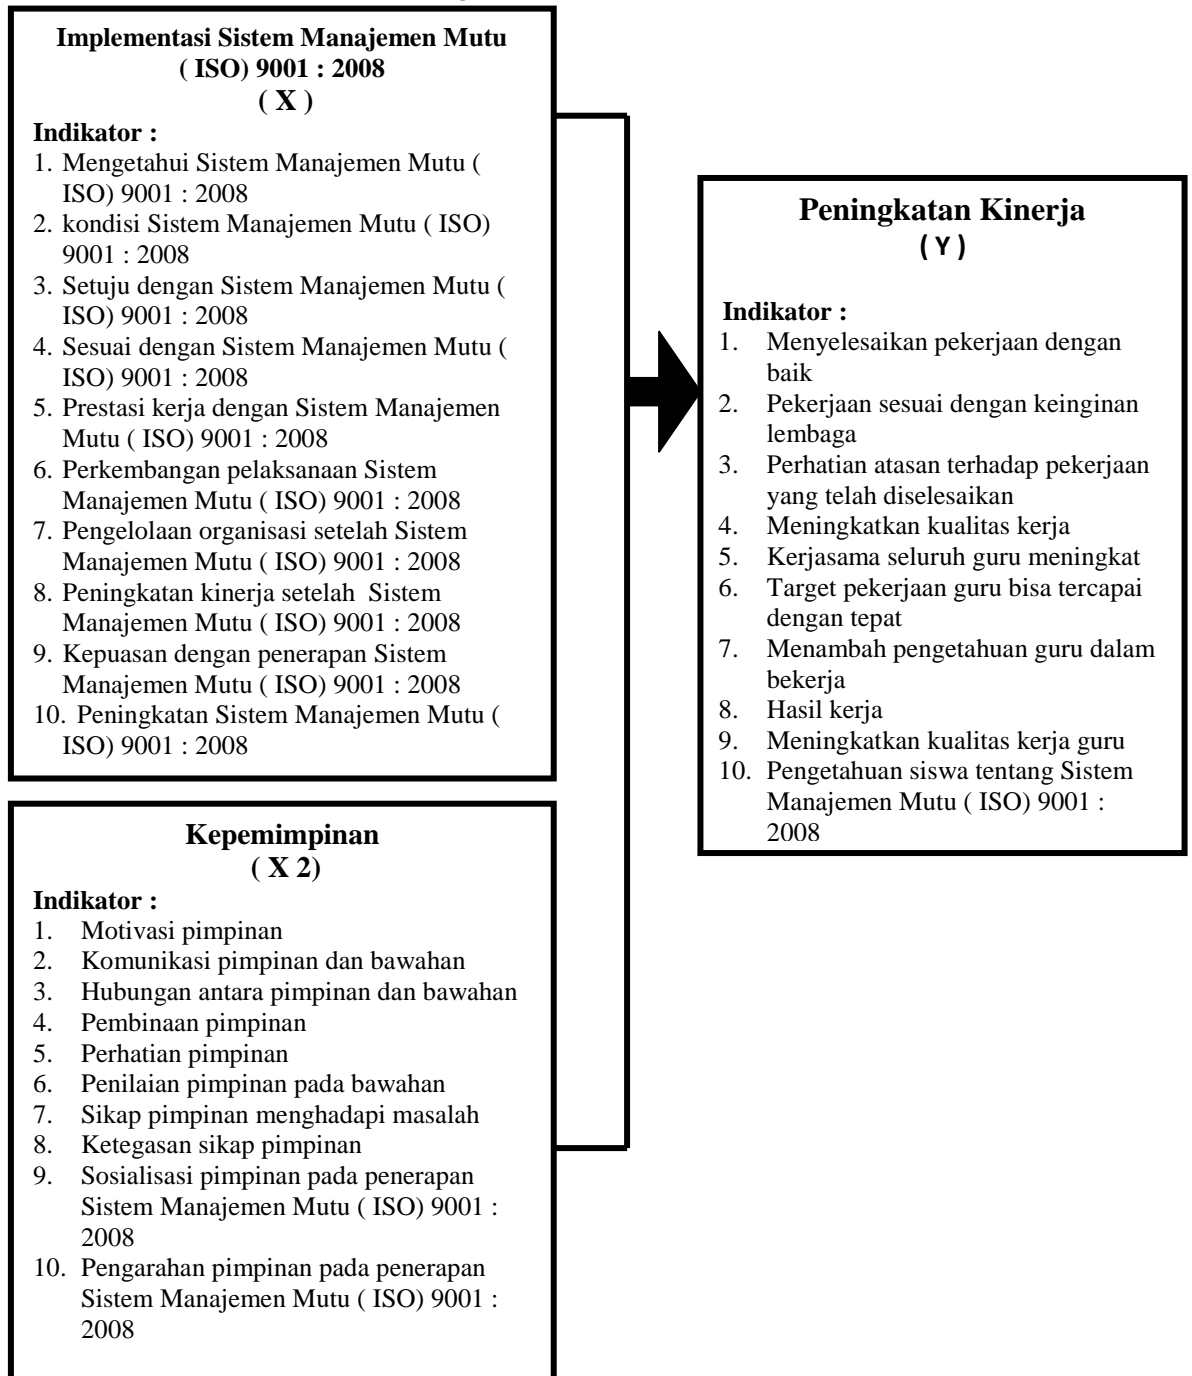 Implementasi Sistem Manajemen Mutu
( ISO) 9001 : 2008
( X )
Indikator :
1. Mengetahui Sistem Manajemen Mutu (
ISO) 9001 : 2008
2. kondisi Sistem Manajemen Mutu ( ISO)
9001 : 2008
3. Setuju dengan Sistem Manajemen Mutu (
ISO) 9001 : 2008
4. Sesuai dengan Sistem Manajemen Mutu (
ISO) 9001 : 2008
5. Prestasi kerja dengan Sistem Manajemen
Mutu ( ISO) 9001 : 2008
6. Perkembangan pelaksanaan Sistem
Manajemen Mutu ( ISO) 9001 : 2008
7. Pengelolaan organisasi setelah Sistem
Manajemen Mutu ( ISO) 9001 : 2008
8. Peningkatan kinerja setelah Sistem
Manajemen Mutu ( ISO) 9001 : 2008
9. Kepuasan dengan penerapan Sistem
Manajemen Mutu ( ISO) 9001 : 2008
10. Peningkatan Sistem Manajemen Mutu (
ISO) 9001 : 2008
Kepemimpinan
( X 2)
Indikator :
1. Motivasi pimpinan
2. Komunikasi pimpinan dan bawahan
3. Hubungan antara pimpinan dan bawahan
4. Pembinaan pimpinan
5. Perhatian pimpinan
6. Penilaian pimpinan pada bawahan
7. Sikap pimpinan menghadapi masalah
8. Ketegasan sikap pimpinan
9. Sosialisasi pimpinan pada penerapan
Sistem Manajemen Mutu ( ISO) 9001 :
2008
10. Pengarahan pimpinan pada penerapan
Sistem Manajemen Mutu ( ISO) 9001 :
2008
Peningkatan Kinerja
( Y )
Indikator :
1. Menyelesaikan pekerjaan dengan
baik
2. Pekerjaan sesuai dengan keinginan
lembaga
3. Perhatian atasan terhadap pekerjaan
yang telah diselesaikan
4. Meningkatkan kualitas kerja
5. Kerjasama seluruh guru meningkat
6. Target pekerjaan guru bisa tercapai
dengan tepat
7. Menambah pengetahuan guru dalam
bekerja
8. Hasil kerja
9. Meningkatkan kualitas kerja guru
10. Pengetahuan siswa tentang Sistem
Manajemen Mutu ( ISO) 9001 :
2008